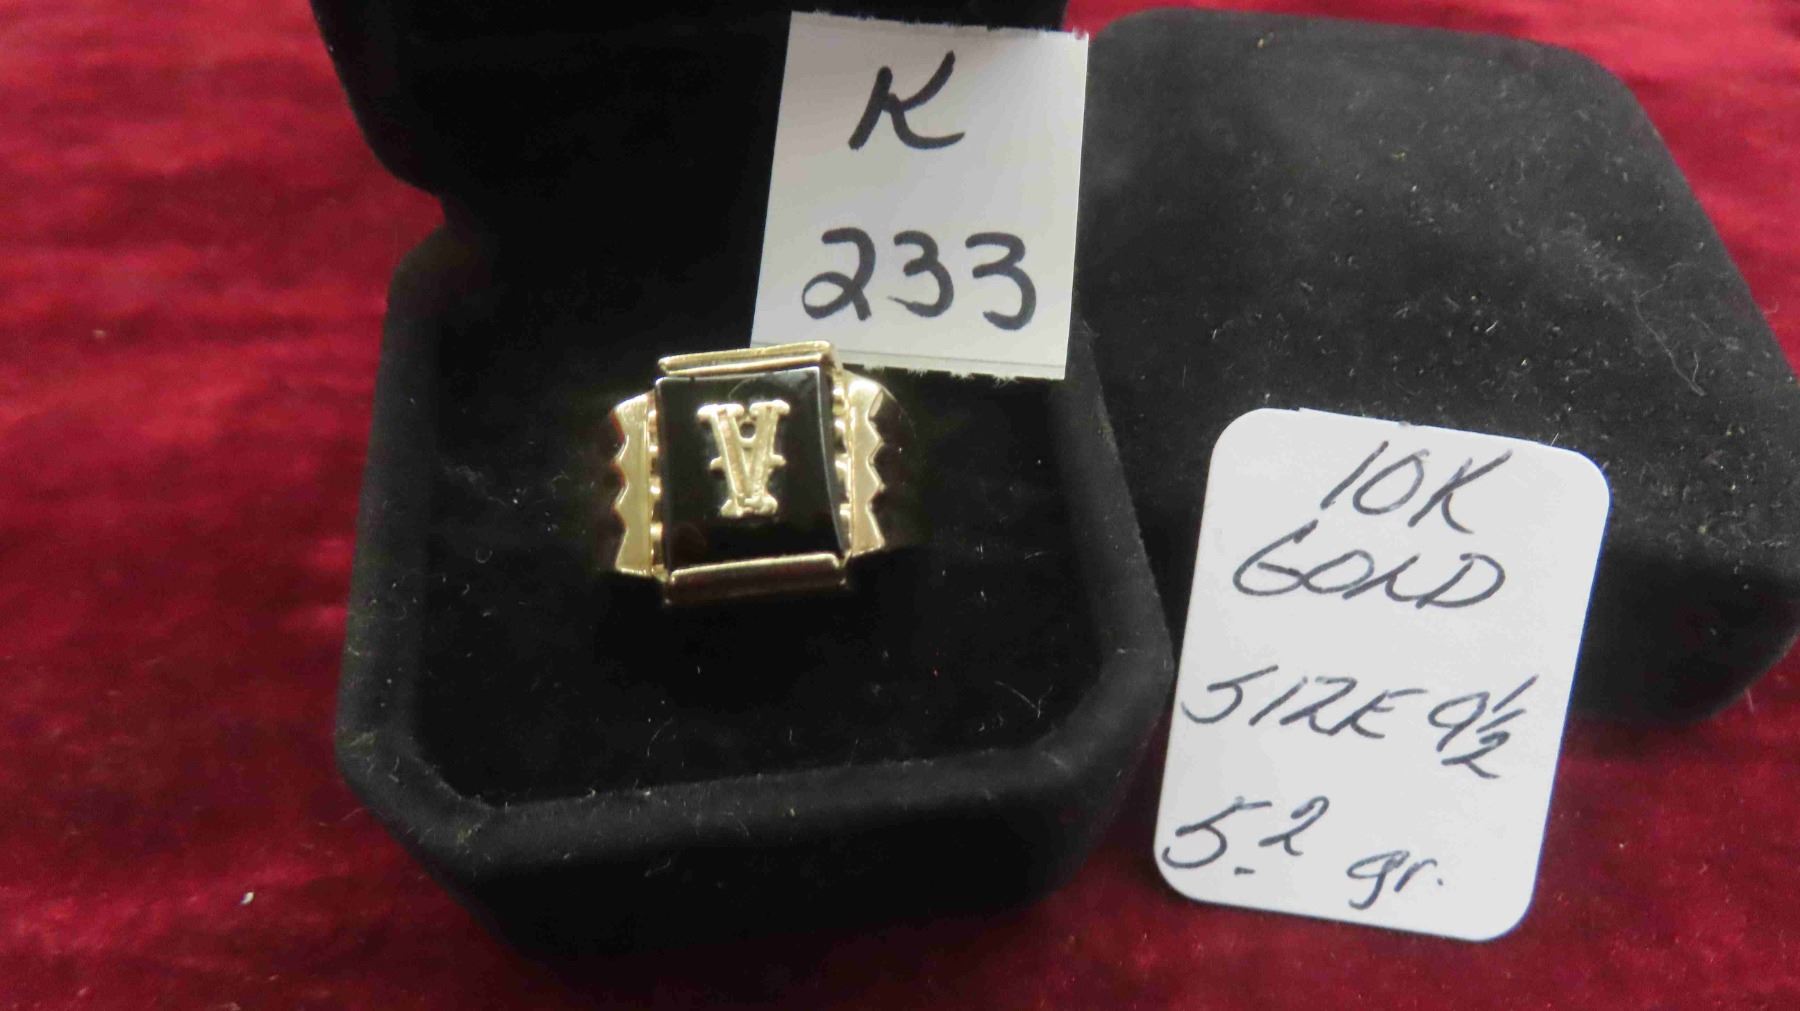 K
233
V
10K
GOLD
SIZE 9½
5.2 gr.